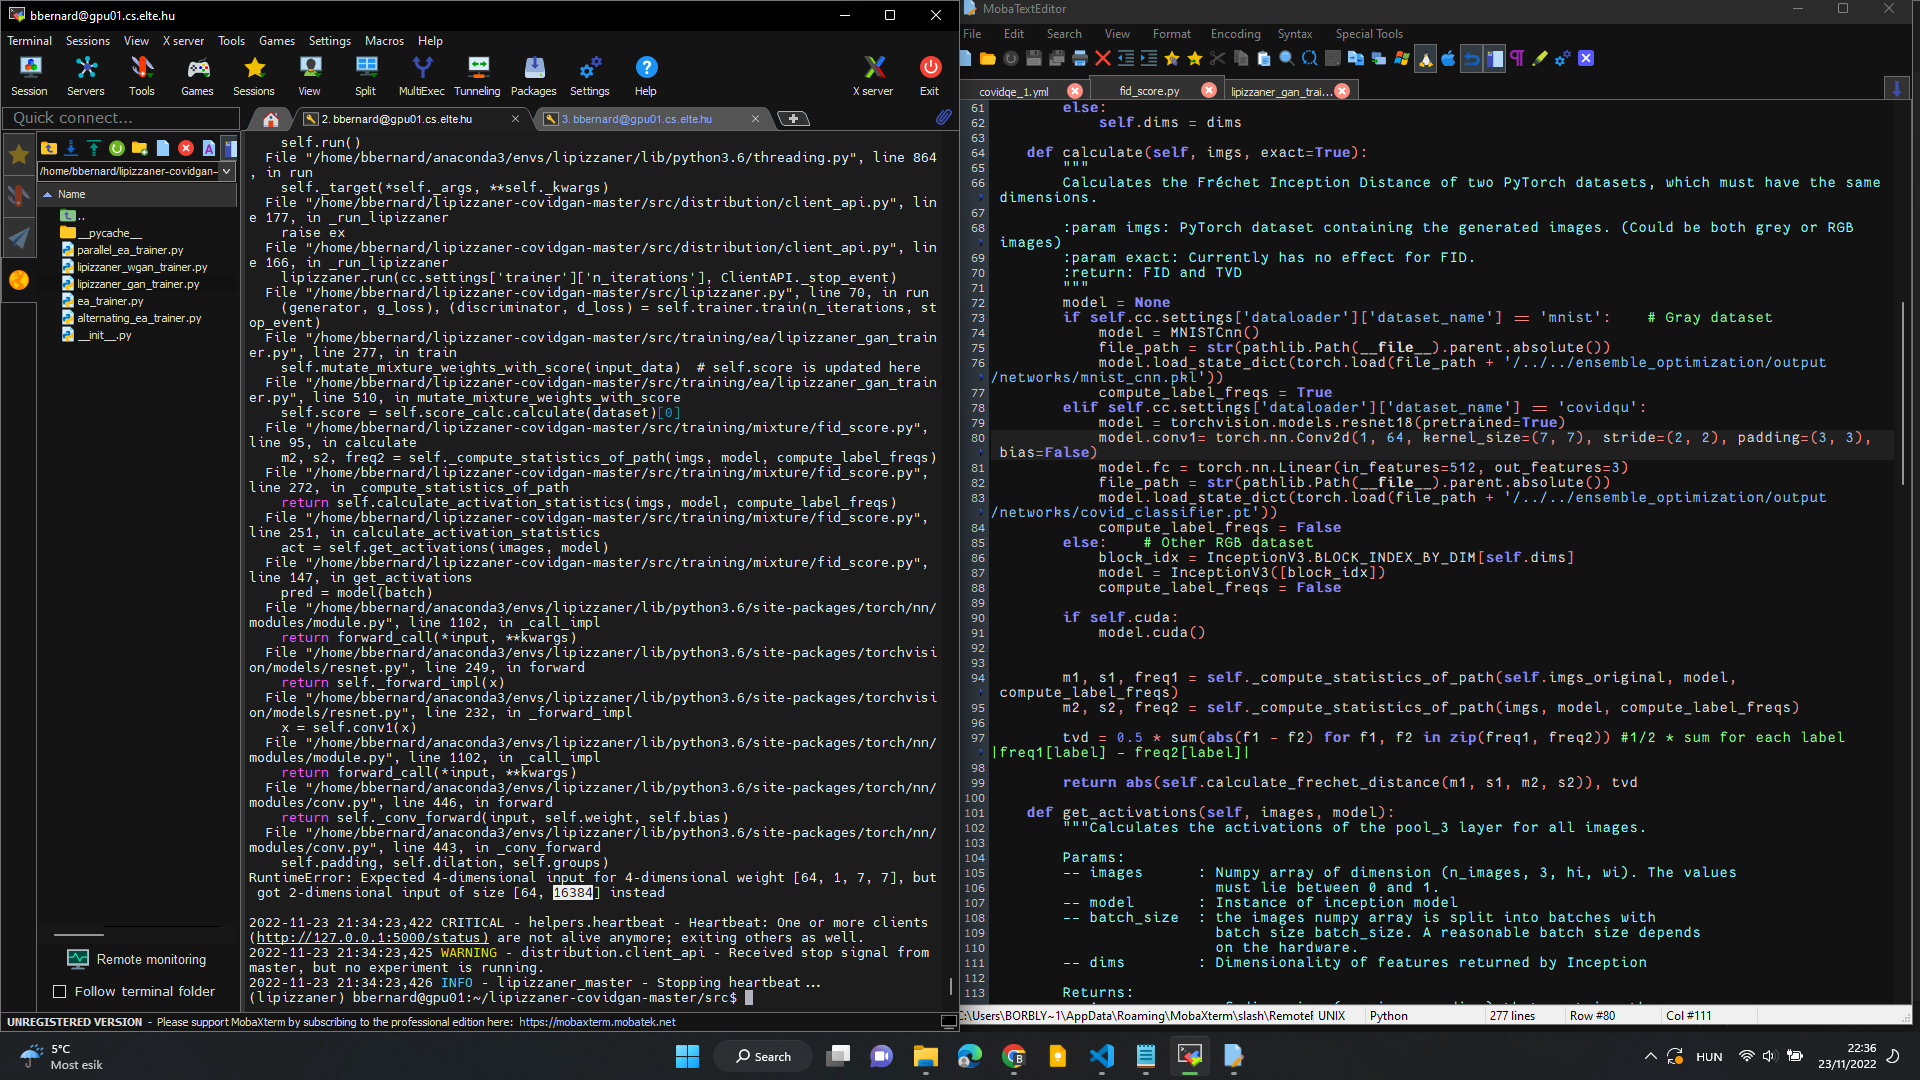 bbernard@gpu01.cs.elte.hu
Terminal Sessions View X server Tools Games Settings Macros Help
Session Servers Tools Games Sessions View Split MultiExec Tunneling Packages Settings Help X server Exit
Quick connect...
2. bbernard@gpu01.cs.elte.hu
3. bbernard@gpu01.cs.elte.hu
/home/bbernard/lipizzaner-covidgan-
Name
..
__pycache__
parallel_ea_trainer.py
lipizzaner_wgan_trainer.py
lipizzaner_gan_trainer.py
ea_trainer.py
alternating_ea_trainer.py
__init__.py
Remote monitoring
Follow terminal folder
self.run()
File "/home/bbernard/anaconda3/envs/lipizzaner/lib/python3.6/threading.py", line 864
, in run
self._target(*self._args, **self._kwargs)
File "/home/bbernard/lipizzaner-covidgan-master/src/distribution/client_api.py", lin
e 177, in _run_lipizzaner
raise ex
File "/home/bbernard/lipizzaner-covidgan-master/src/distribution/client_api.py", lin
e 166, in _run_lipizzaner
lipizzaner.run(cc.settings['trainer']['n_iterations'], ClientAPI._stop_event)
File "/home/bbernard/lipizzaner-covidgan-master/src/lipizzaner.py", line 70, in run
(generator, g_loss), (discriminator, d_loss) = self.trainer.train(n_iterations, st
op_event)
File "/home/bbernard/lipizzaner-covidgan-master/src/training/ea/lipizzaner_gan_train
er.py", line 277, in train
self.mutate_mixture_weights_with_score(input_data)  # self.score is updated here
File "/home/bbernard/lipizzaner-covidgan-master/src/training/ea/lipizzaner_gan_train
er.py", line 510, in mutate_mixture_weights_with_score
self.score = self.score_calc.calculate(dataset)[0]
File "/home/bbernard/lipizzaner-covidgan-master/src/training/mixture/fid_score.py",
line 95, in calculate
m2, s2, freq2 = self._compute_statistics_of_path(imgs, model, compute_label_freqs)
File "/home/bbernard/lipizzaner-covidgan-master/src/training/mixture/fid_score.py",
line 272, in _compute_statistics_of_path
return self.calculate_activation_statistics(imgs, model, compute_label_freqs)
File "/home/bbernard/lipizzaner-covidgan-master/src/training/mixture/fid_score.py",
line 251, in calculate_activation_statistics
act = self.get_activations(images, model)
File "/home/bbernard/lipizzaner-covidgan-master/src/training/mixture/fid_score.py",
line 147, in get_activations
pred = model(batch)
File "/home/bbernard/anaconda3/envs/lipizzaner/lib/python3.6/site-packages/torch/nn/
modules/module.py", line 1102, in _call_impl
return forward_call(*input, **kwargs)
File "/home/bbernard/anaconda3/envs/lipizzaner/lib/python3.6/site-packages/torchvisi
on/models/resnet.py", line 249, in forward
return self._forward_impl(x)
File "/home/bbernard/anaconda3/envs/lipizzaner/lib/python3.6/site-packages/torchvisi
on/models/resnet.py", line 232, in _forward_impl
x = self.conv1(x)
File "/home/bbernard/anaconda3/envs/lipizzaner/lib/python3.6/site-packages/torch/nn/
modules/module.py", line 1102, in _call_impl
return forward_call(*input, **kwargs)
File "/home/bbernard/anaconda3/envs/lipizzaner/lib/python3.6/site-packages/torch/nn/
modules/conv.py", line 446, in forward
return self._conv_forward(input, self.weight, self.bias)
File "/home/bbernard/anaconda3/envs/lipizzaner/lib/python3.6/site-packages/torch/nn/
modules/conv.py", line 443, in _conv_forward
self.padding, self.dilation, self.groups)
RuntimeError: Expected 4-dimensional input for 4-dimensional weight [64, 1, 7, 7], but
got 2-dimensional input of size [64, 16384] instead
2022-11-23 21:34:23,422 CRITICAL - helpers.heartbeat - Heartbeat: One or more clients
(http://127.0.0.1:5000/status) are not alive anymore; exiting others as well.
2022-11-23 21:34:23,425 WARNING - distribution.client_api - Received stop signal from
master, but no experiment is running.
2022-11-23 21:34:23,426 INFO - lipizzaner_master - Stopping heartbeat...
(lipizzaner) bbernard@gpu01:~/lipizzaner-covidgan-master/src$
UNREGISTERED VERSION - Please support MobaXterm by subscribing to the professional edition here: https://mobaxterm.mobatek.net
MobaTextEditor
File Edit Search View Format Encoding Syntax Special Tools
covidqe_1.yml
fid_score.py
lipizzaner_gan_trai...
61 else:
62 self.dims = dims
63
64 def calculate(self, imgs, exact=True):
65 """
66 Calculates the Fréchet Inception Distance of two PyTorch datasets, which must have the same
dimensions.
67
68 :param imgs: PyTorch dataset containing the generated images. (Could be both grey or RGB
images)
69 :param exact: Currently has no effect for FID.
70 :return: FID and TVD
71 """
72 model = None
73 if self.cc.settings['dataloader']['dataset_name'] == 'mnist':    # Gray dataset
74 model = MNISTCnn()
75 file_path = str(pathlib.Path(__file__).parent.absolute())
76 model.load_state_dict(torch.load(file_path + '/../../ensemble_optimization/output
/networks/mnist_cnn.pkl'))
77 compute_label_freqs = True
78 elif self.cc.settings['dataloader']['dataset_name'] == 'covidqu':
79 model = torchvision.models.resnet18(pretrained=True)
80 model.conv1= torch.nn.Conv2d(1, 64, kernel_size=(7, 7), stride=(2, 2), padding=(3, 3),
bias=False)
81 model.fc = torch.nn.Linear(in_features=512, out_features=3)
82 file_path = str(pathlib.Path(__file__).parent.absolute())
83 model.load_state_dict(torch.load(file_path + '/../../ensemble_optimization/output
/networks/covid_classifier.pt'))
84 compute_label_freqs = False
85 else:    # Other RGB dataset
86 block_idx = InceptionV3.BLOCK_INDEX_BY_DIM[self.dims]
87 model = InceptionV3([block_idx])
88 compute_label_freqs = False
89
90 if self.cuda:
91 model.cuda()
92
93
94 m1, s1, freq1 = self._compute_statistics_of_path(self.imgs_original, model,
compute_label_freqs)
95 m2, s2, freq2 = self._compute_statistics_of_path(imgs, model, compute_label_freqs)
96
97 tvd = 0.5 * sum(abs(f1 - f2) for f1, f2 in zip(freq1, freq2)) #1/2 * sum for each label
|freq1[label] - freq2[label]|
98
99 return abs(self.calculate_frechet_distance(m1, s1, m2, s2)), tvd
100
101 def get_activations(self, images, model):
102 """Calculates the activations of the pool_3 layer for all images.
103
104 Params:
105 -- images : Numpy array of dimension (n_images, 3, hi, wi). The values
106 must lie between 0 and 1.
107 -- model : Instance of inception model
108 -- batch_size : the images numpy array is split into batches with
109 batch size batch_size. A reasonable batch size depends
110 on the hardware.
111 -- dims : Dimensionality of features returned by Inception
112
113 Returns:
C:\Users\BORBLY~1\AppData\Roaming\MobaXterm\slash\RemoteF UNIX Python 277 lines Row #80 Col #111
5°C
Most esik
Search
HUN
22:36
23/11/2022